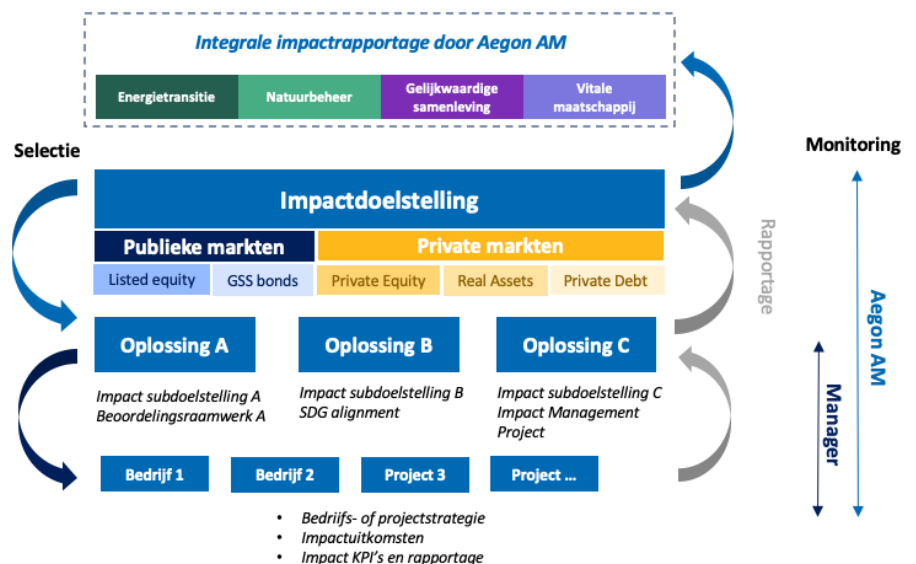 Integrale impactrapportage door Aegon AM
Energietransitie
Natuurbeheer
Gelijkwaardige
samenleving
Vitale
maatschappij
Selectie
Monitoring
Impactdoelstelling
Publieke markten
Private markten
Listed equity
GSS bonds
Private Equity
Real Assets
Private Debt
Rapportage
Aegon AM
Manager
Oplossing A
Oplossing B
Oplossing C
Impact subdoelstelling A
Beoordelingsraamwerk A
Impact subdoelstelling B
SDG alignment
Impact subdoelstelling C
Impact Management
Project
Bedrijf 1
Bedrijf 2
Project 3
Project ...
• Bedrijfs- of projectstrategie
• Impactuitkomsten
• Impact KPI's en rapportage